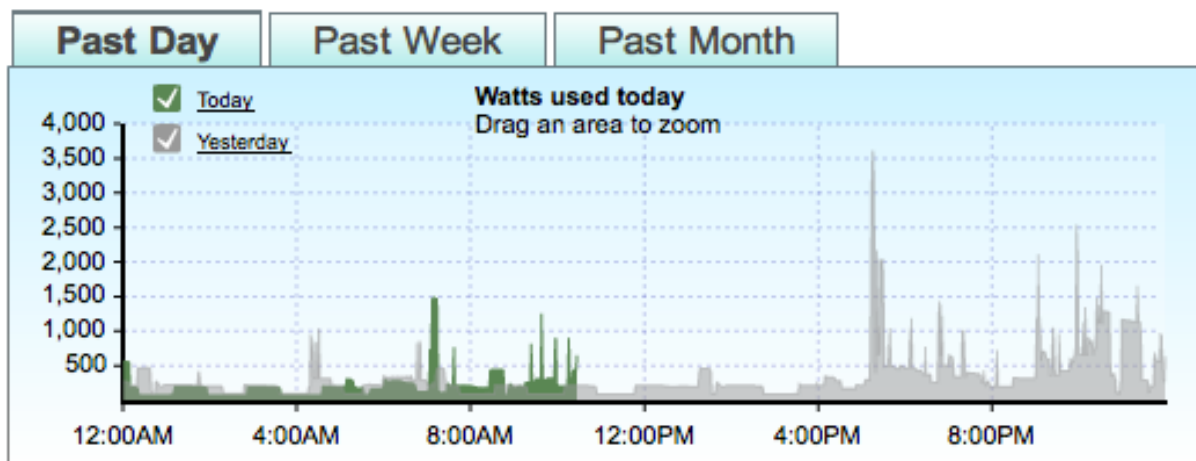 Past Day Past Week Past Month
Today
Yesterday
Watts used today
Drag an area to zoom
4,000
3,500
3,000
2,500
2,000
1,500
1,000
500
12:00AM 4:00AM 8:00AM 12:00PM 4:00PM 8:00PM